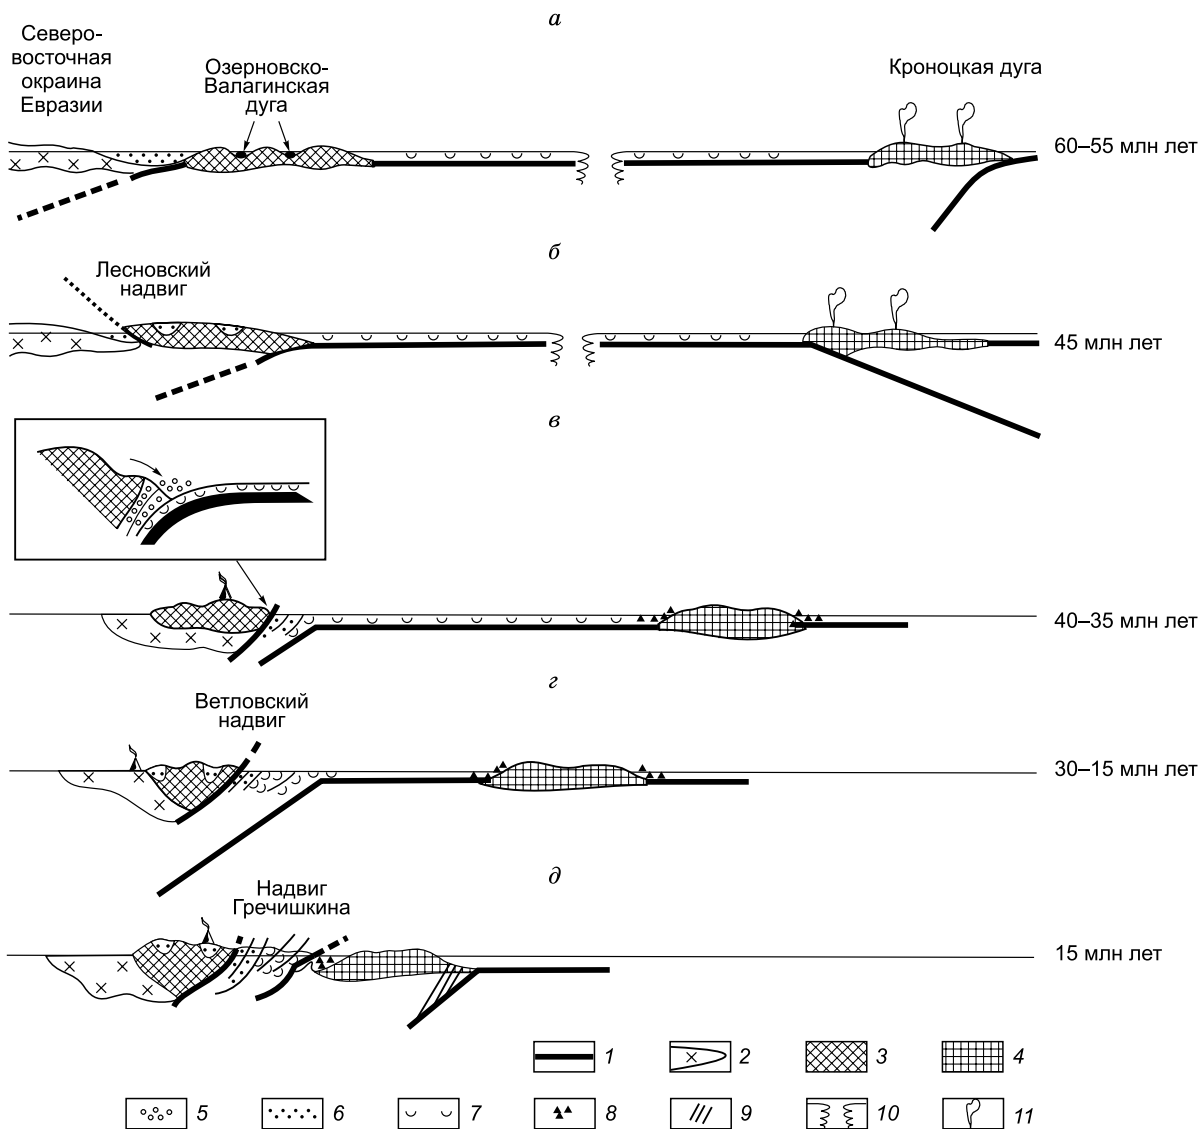 а
Северо-
восточная
окраина
Евразии
Озерновско-
Валагинская
дуга
Кроноцкая дуга
60–55 млн лет
б
Лесновский
надвиг
45 млн лет
в
40–35 млн лет
г
Ветловский
надвиг
30–15 млн лет
д
Надвиг
Гречишкина
15 млн лет
1 2 3 4
5 6 7 8 9 10 11